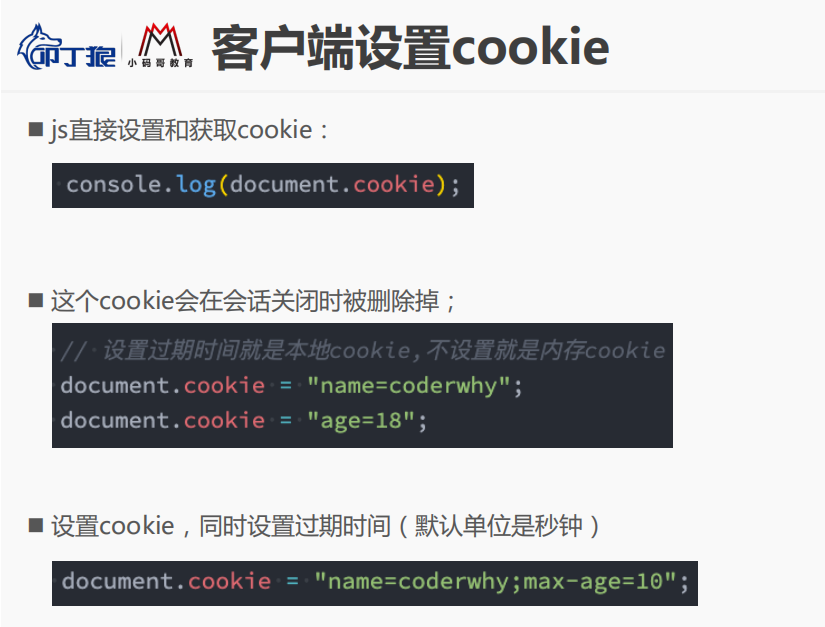 叩丁狼
小码哥教育
客户端设置cookie
■ js直接设置和获取cookie：
console.log(document.cookie);
■ 这个cookie会在会话关闭时被删除掉；
// 设置过期时间就是本地cookie,不设置就是内存cookie
document.cookie = "name=coderwhy";
document.cookie = "age=18";
■ 设置cookie，同时设置过期时间（默认单位是秒钟）
document.cookie = "name=coderwhy;max-age=10";